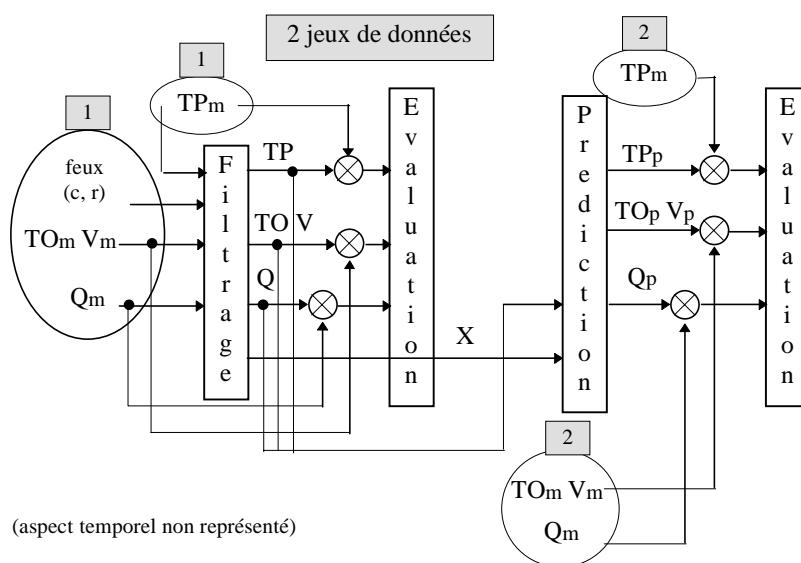 2 jeux de données
1
TPm
1
feux
(c, r)
TOm Vm
Qm
Filtrage
TP
TO V
Q
X
Evaluation
2
TPm
Prediction
TPp
TOp Vp
Qp
Evaluation
2
TOm Vm
Qm
(aspect temporel non représenté)